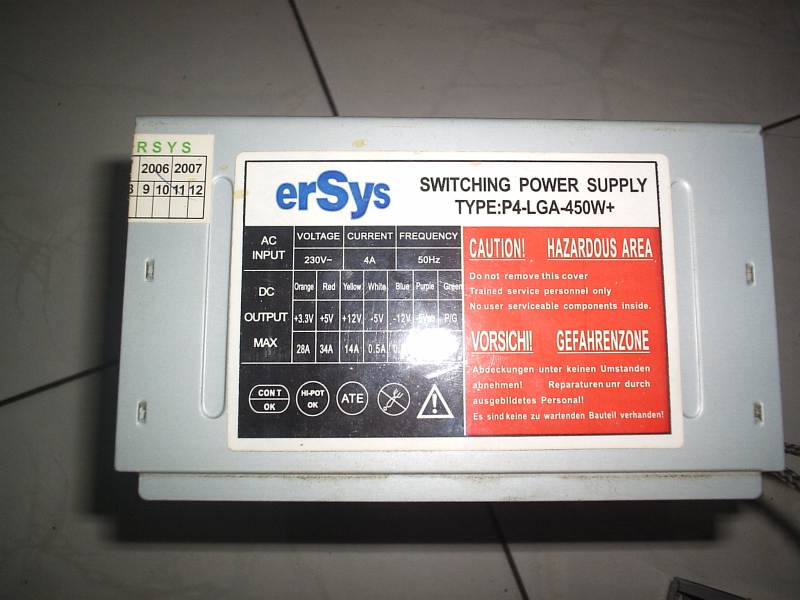 RSYS
2006 2007
8 9 10 11 12
erSys
SWITCHING POWER SUPPLY
TYPE:P4-LGA-450W+
AC INPUT
VOLTAGE CURRENT FREQUENCY
230V~ 4A 50Hz
DC OUTPUT MAX
Orange Red Yellow White Blue Purple Green
+3.3V +5V +12V -5V -12V P/G
28A 34A 14A 0.5A
CONT OK
HI-POT OK
ATE
CAUTION! HAZARDOUS AREA
Do not remove this cover
Trained service personnel only
No user serviceable components inside.
VORSICHI! GEFAHRENZONE
Abdeckungen unter keinen Umstanden
abnehmen! Reparaturen unr durch
ausgeblidetes Personal!
Es sind keine zu wartenden Bauteil verhanden!